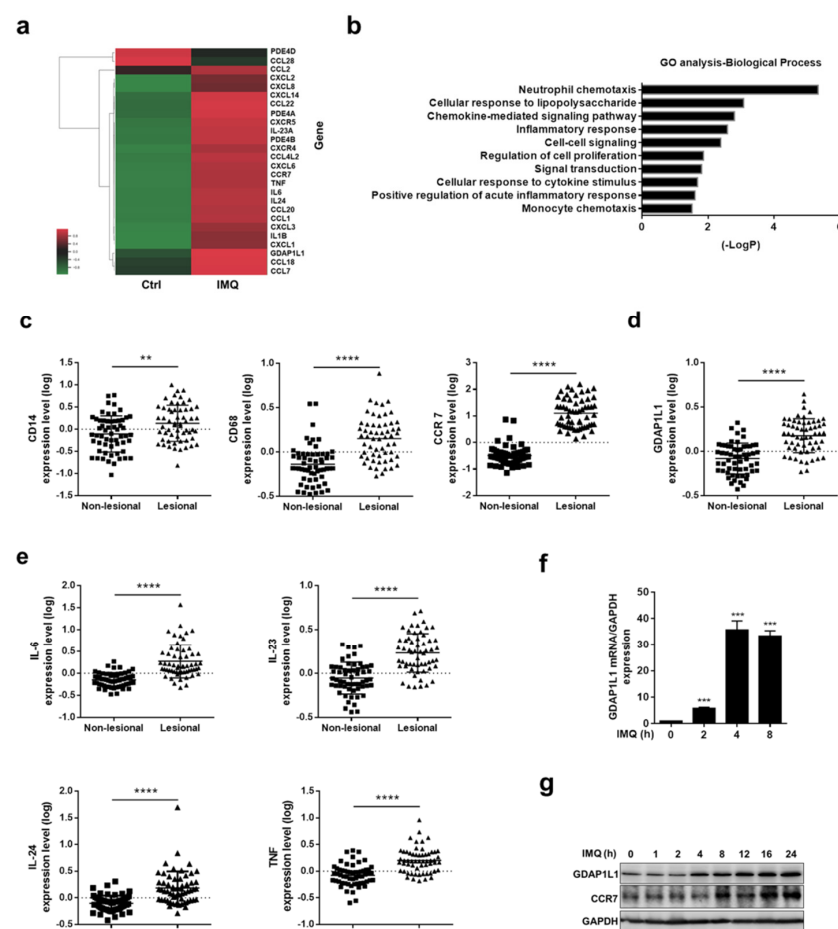 a
PDE4D
CCL28
CCL2
CXCL2
CXCL8
CXCL14
CCL22
PDE4A
CXCR5
IL-23A
PDE4B
CXCR4
CCL4L2
CXCL6
CCR7
TNF
IL6
IL24
CCL20
CCL1
CXCL3
IL1B
CXCL1
GDAP1L1
CCL18
CCL7
Gene
Ctrl IMQ
b
GO analysis-Biological Process
Neutrophil chemotaxis
Cellular response to lipopolysaccharide
Chemokine-mediated signaling pathway
Inflammatory response
Cell-cell signaling
Regulation of cell proliferation
Signal transduction
Cellular response to cytokine stimulus
Positive regulation of acute inflammatory response
Monocyte chemotaxis
0 2 4 6
(-LogP)
c
CD14
expression level (log)
1.5
1.0
0.5
0.0
-0.5
-1.0
-1.5
**
Non-lesional Lesional
CD68
expression level (log)
1.0
0.5
0.0
-0.5
****
Non-lesional Lesional
CCR 7
expression level (log)
3
2
1
0
-1
-2
****
Non-lesional Lesional
d
GDAP1L1
expression level (log)
1.0
0.5
0.0
-0.5
****
Non-lesional Lesional
e
IL-6
expression level (log)
2.0
1.5
1.0
0.5
0.0
-0.5
-1.0
****
Non-lesional Lesional
IL-23
expression level (log)
1.0
0.5
0.0
-0.5
****
Non-lesional Lesional
IL-24
expression level (log)
2.0
1.5
1.0
0.5
0.0
-0.5
****
TNF
expression level (log)
1.5
1.0
0.5
0.0
-0.5
-1.0
****
f
GDAP1L1 mRNA/GAPDH
expression
50
40
30
20
10
0
***
***
***
IMQ (h) 0 2 4 8
g
IMQ (h) 0 1 2 4 8 12 16 24
GDAP1L1
CCR7
GAPDH